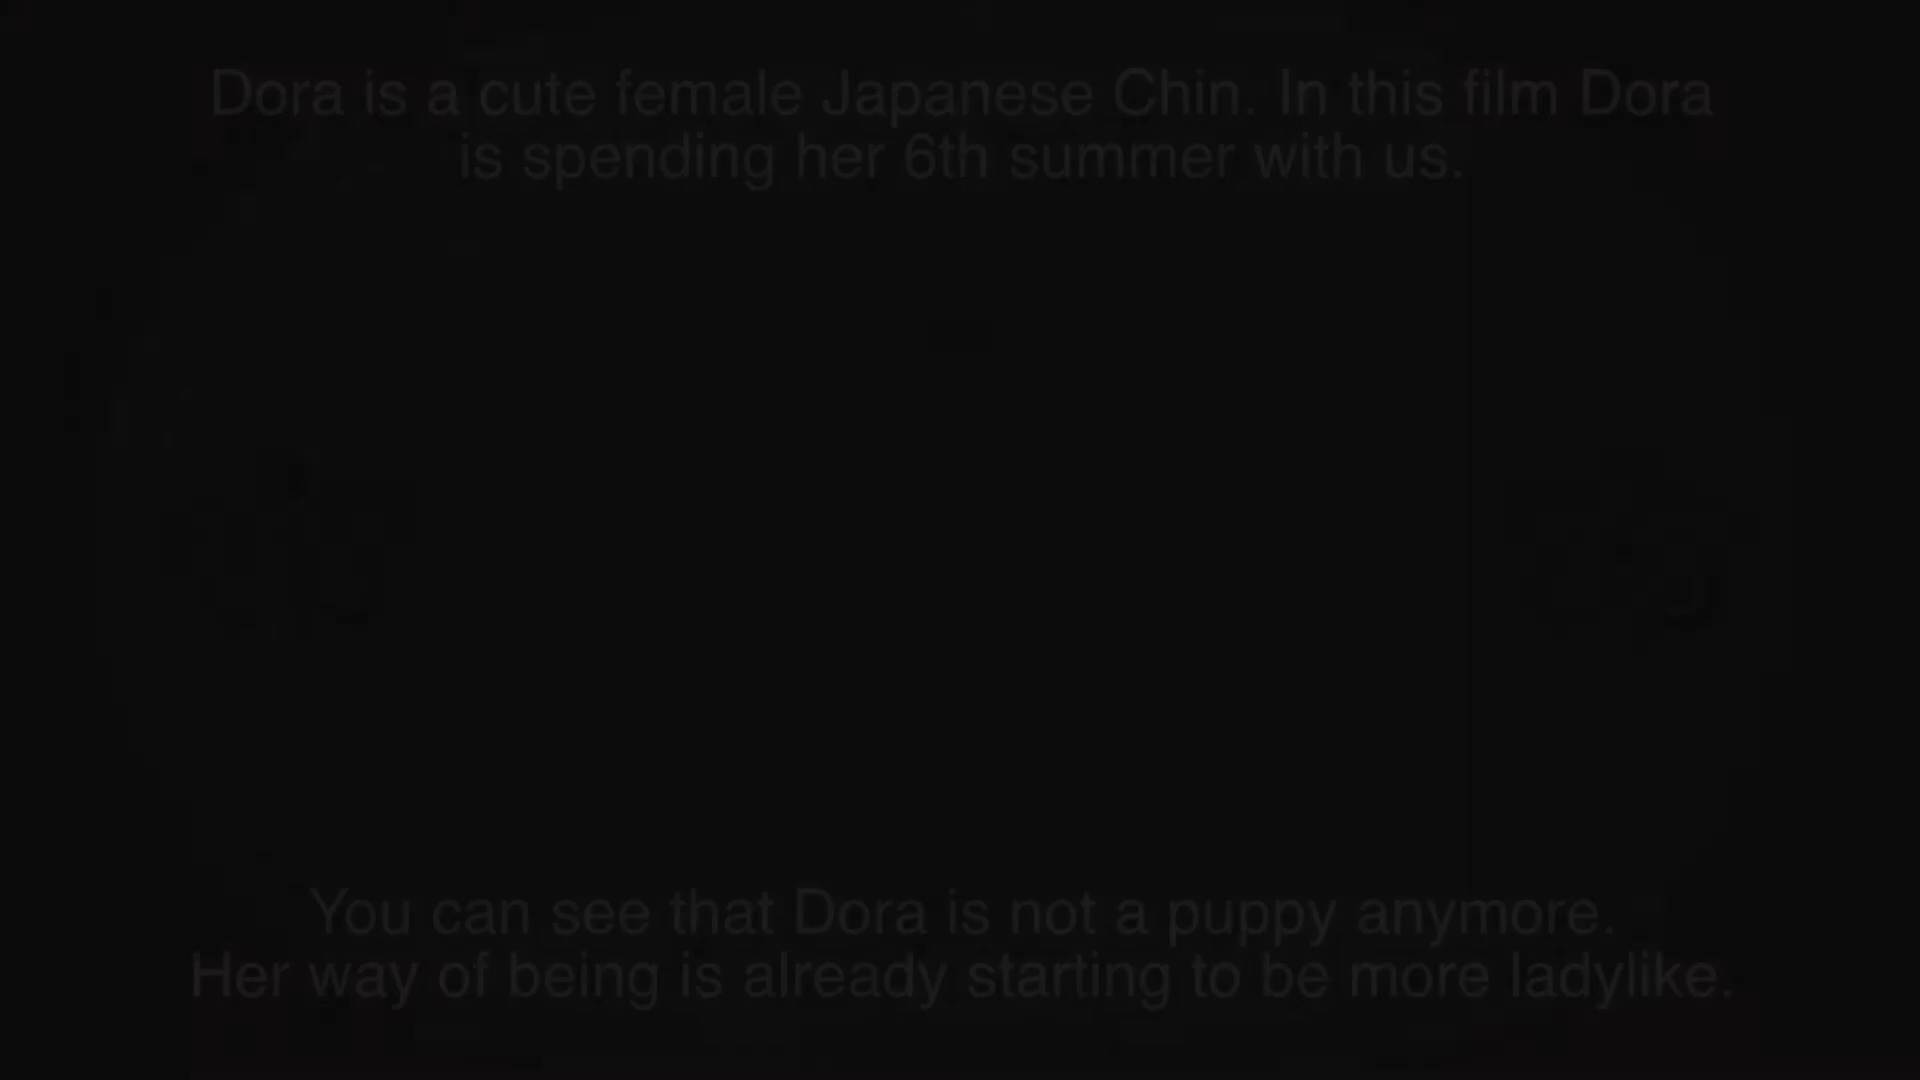 Dora is a cute female Japanese Chin. In this film Dora
is spending her 6th summer with us.
You can see that Dora is not a puppy anymore.
Her way of being is already starting to be more ladylike.